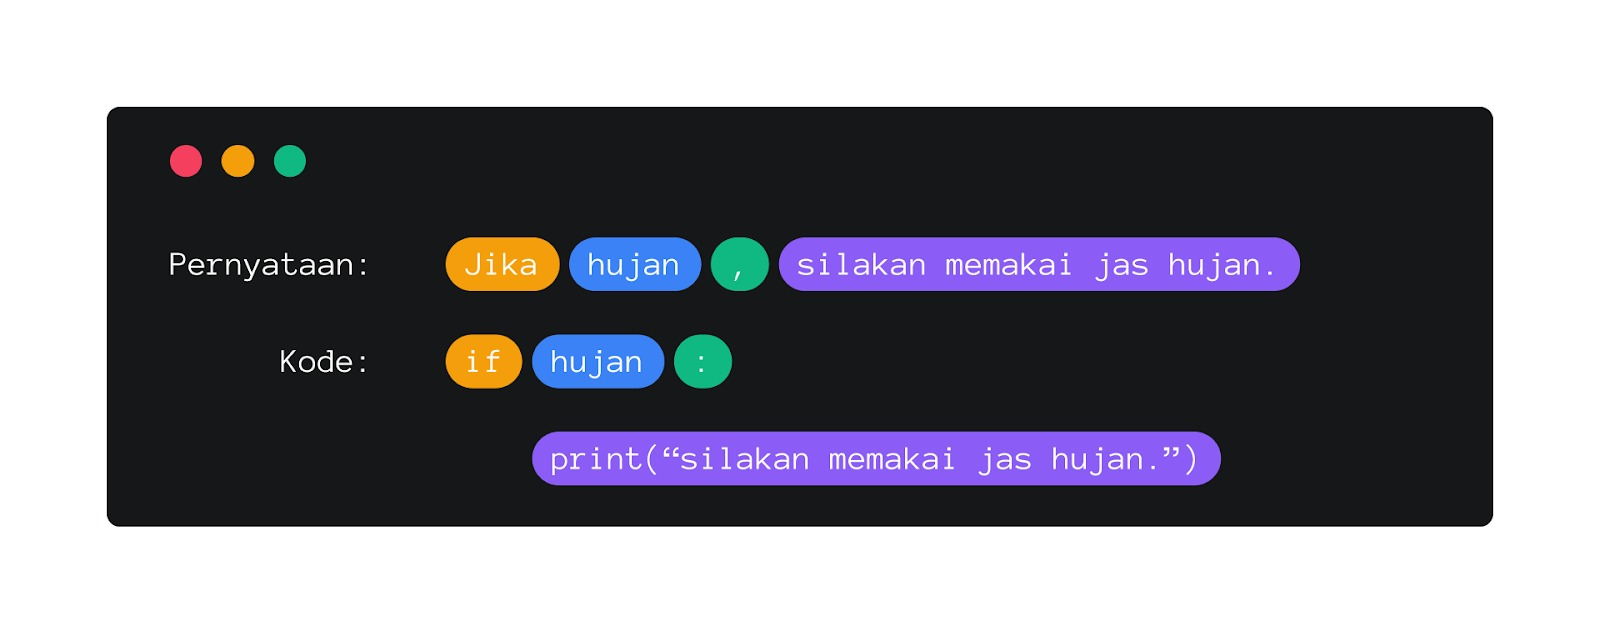 Pernyataan: Jika hujan , silakan memakai jas hujan.
Kode: if hujan :
print(“silakan memakai jas hujan.”)